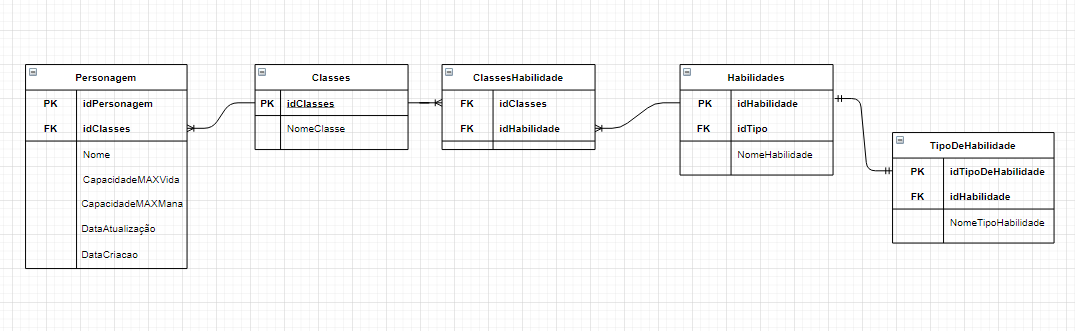 Personagem
PK idPersonagem
FK idClasses
Nome
CapacidadeMAXVida
CapacidadeMAXMana
DataAtualização
DataCriacao
Classes
PK idClasses
NomeClasse
ClassesHabilidade
FK idClasses
FK idHabilidade
Habilidades
PK idHabilidade
FK idTipo
NomeHabilidade
TipoDeHabilidade
PK idTipoDeHabilidade
FK idHabilidade
NomeTipoHabilidade